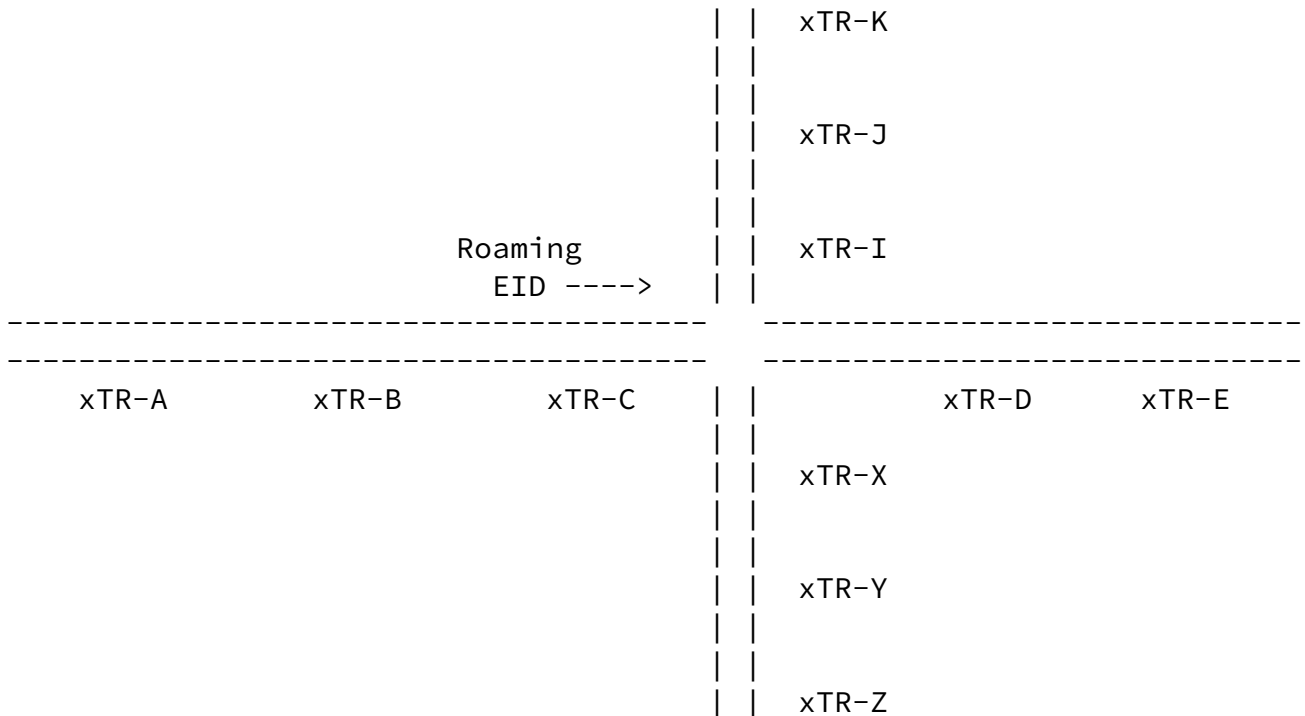 xTR-K
xTR-J
Roaming xTR-I
EID ---->
xTR-A xTR-B xTR-C xTR-D xTR-E
xTR-X
xTR-Y
xTR-Z